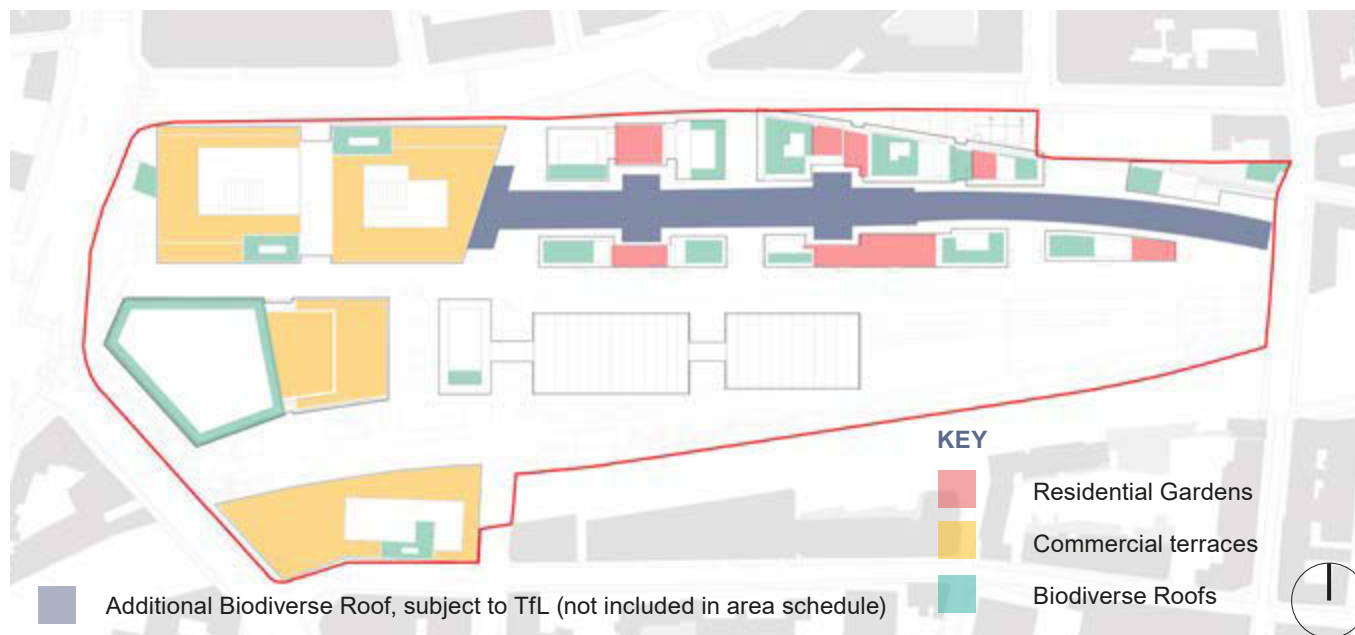 KEY
Residential Gardens
Commercial terraces
Biodiverse Roofs
Additional Biodiverse Roof, subject to TfL (not included in area schedule)